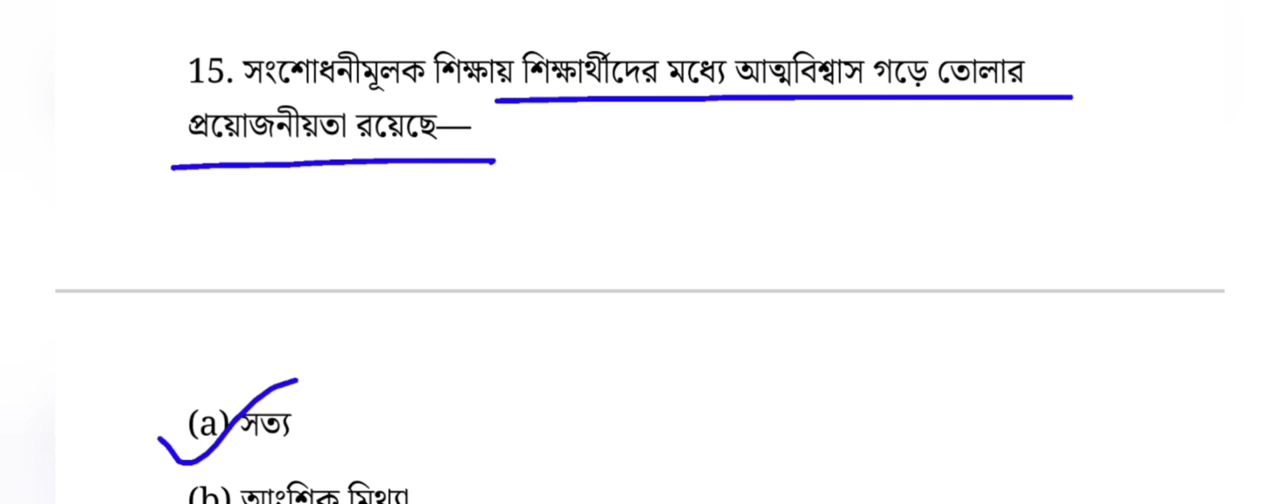 15. সংশোধনীমূলক শিক্ষায় শিক্ষার্থীদের মধ্যে আত্মবিশ্বাস গড়ে তোলার
প্রয়োজনীয়তা রয়েছে—
(a) সত্য
(b) আংশিক মিথ্যা